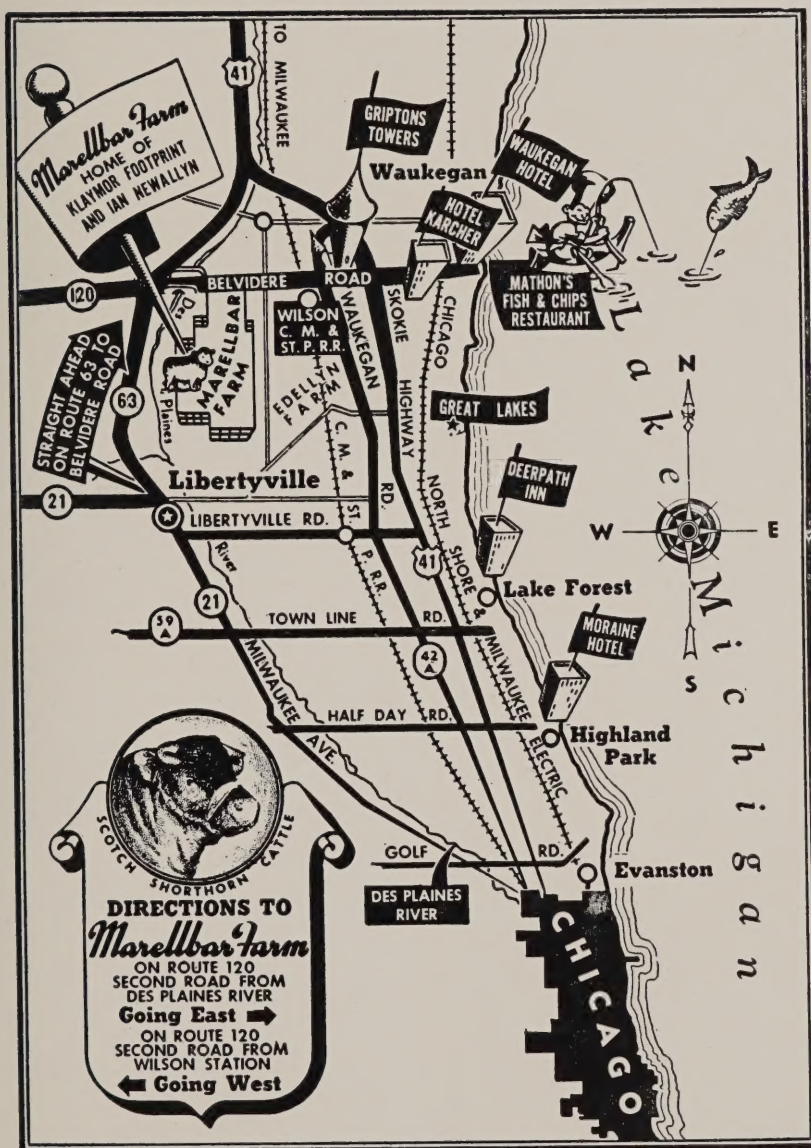 41
TO MILWAUKEE
Marellbar Farm
HOME OF
KLAYMOR FOOTPRINT
AND IAN NEWALLYN
GRIPTONS
TOWERS
Waukegan
WAUKEGAN
HOTEL
HOTEL
KARCHER
MATHON'S
FISH & CHIPS
RESTAURANT
120
BELVIDERE ROAD
Des Plaines River
MARELLBAR
FARM
WILSON
C. M. &
ST. P. R.R.
WAUKEGAN RD.
SKOKIE HIGHWAY
CHICAGO NORTH SHORE & MILWAUKEE ELECTRIC
EDELLYN
FARM
C. M. & ST. P. R.R.
STRAIGHT AHEAD
ON ROUTE 63 TO
BELVIDERE ROAD
63
GREAT LAKES
Lake Michigan
N
W
E
S
DEERPATH
INN
Libertyville
21
LIBERTYVILLE RD.
41
Lake Forest
21
59
TOWN LINE RD.
MORAINE
HOTEL
42
MILWAUKEE AVE.
HALF DAY RD.
Highland
Park
GOLF RD.
Evanston
DES PLAINES
RIVER
CHICAGO
SCOTCH SHORTHORN CATTLE
DIRECTIONS TO
Marellbar Farm
ON ROUTE 120
SECOND ROAD FROM
DES PLAINES RIVER
Going East
ON ROUTE 120
SECOND ROAD FROM
WILSON STATION
Going West